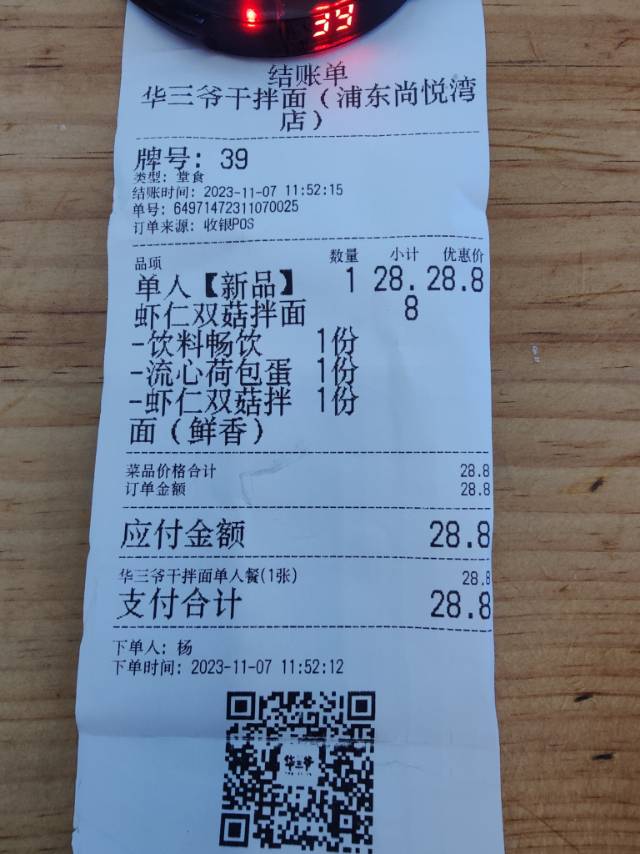 39
结账单
华三爷干拌面（浦东尚悦湾
店）
牌号: 39
类型: 堂食
结账时间: 2023-11-07 11:52:15
单号: 64971472311070025
订单来源: 收银POS
品项 数量 小计 优惠价
单人【新品】 1 28. 28.8
虾仁双菇拌面 8
-饮料畅饮 1份
-流心荷包蛋 1份
-虾仁双菇拌 1份
面（鲜香）
菜品价格合计 28.8
订单金额 28.8
应付金额 28.8
华三爷干拌面单人餐(1张) 28.8
支付合计 28.8
下单人: 杨
下单时间: 2023-11-07 11:52:12
华三爷